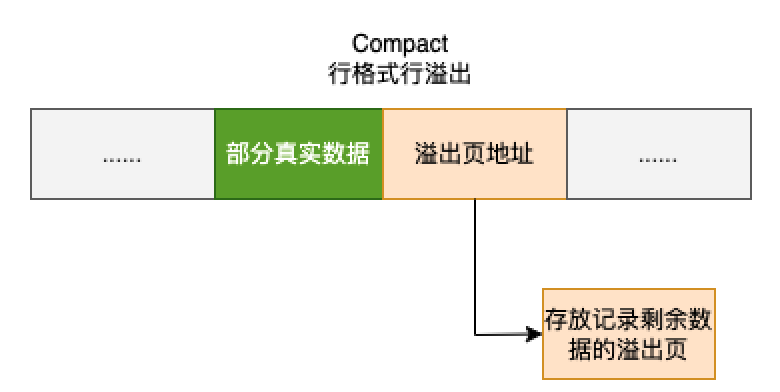 Compact
行格式行溢出
......
部分真实数据
溢出页地址
......
存放记录剩余数
据的溢出页